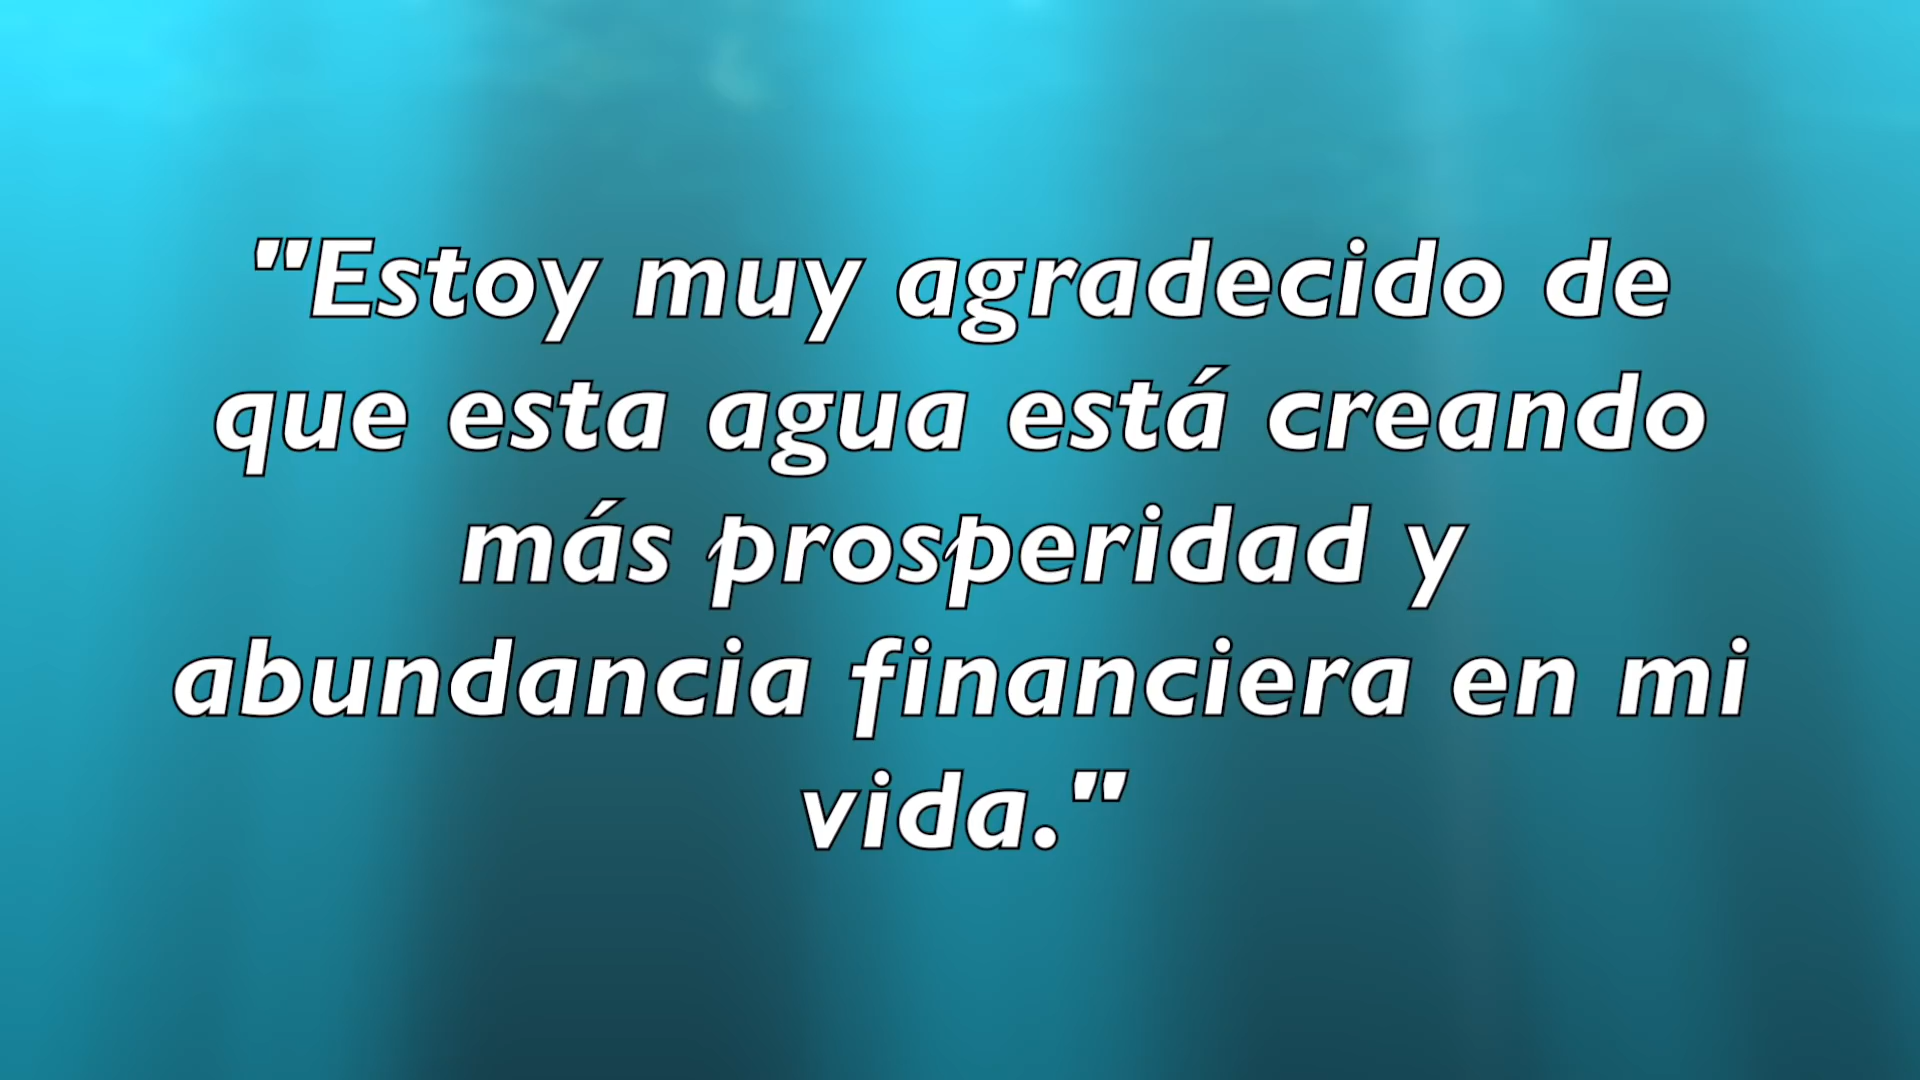 "Estoy muy agradecido de
que esta agua está creando
más prosperidad y
abundancia financiera en mi
vida."